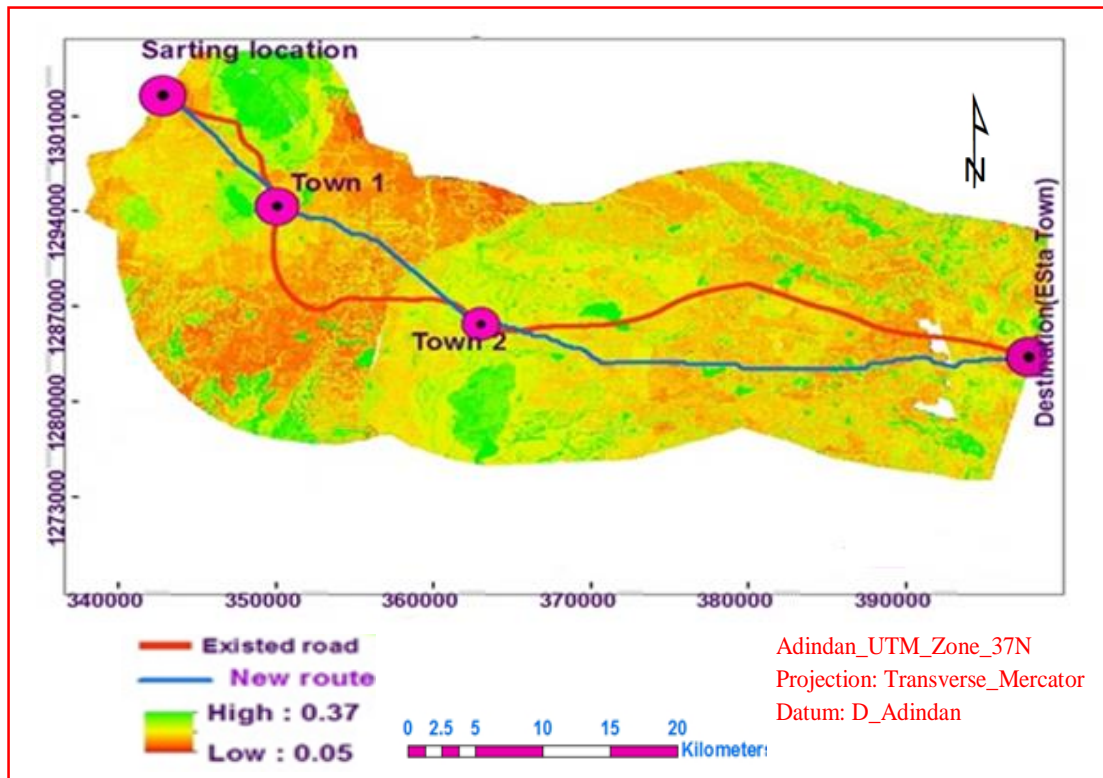 Sarting location
Town 1
Town 2
Destination(ESta Town)
N
1301000
1294000
1287000
1280000
1273000
340000 350000 360000 370000 380000 390000
Existed road
New route
High : 0.37
Low : 0.05
0 2.5 5 10 15 20
Kilometers
Adindan_UTM_Zone_37N
Projection: Transverse_Mercator
Datum: D_Adindan